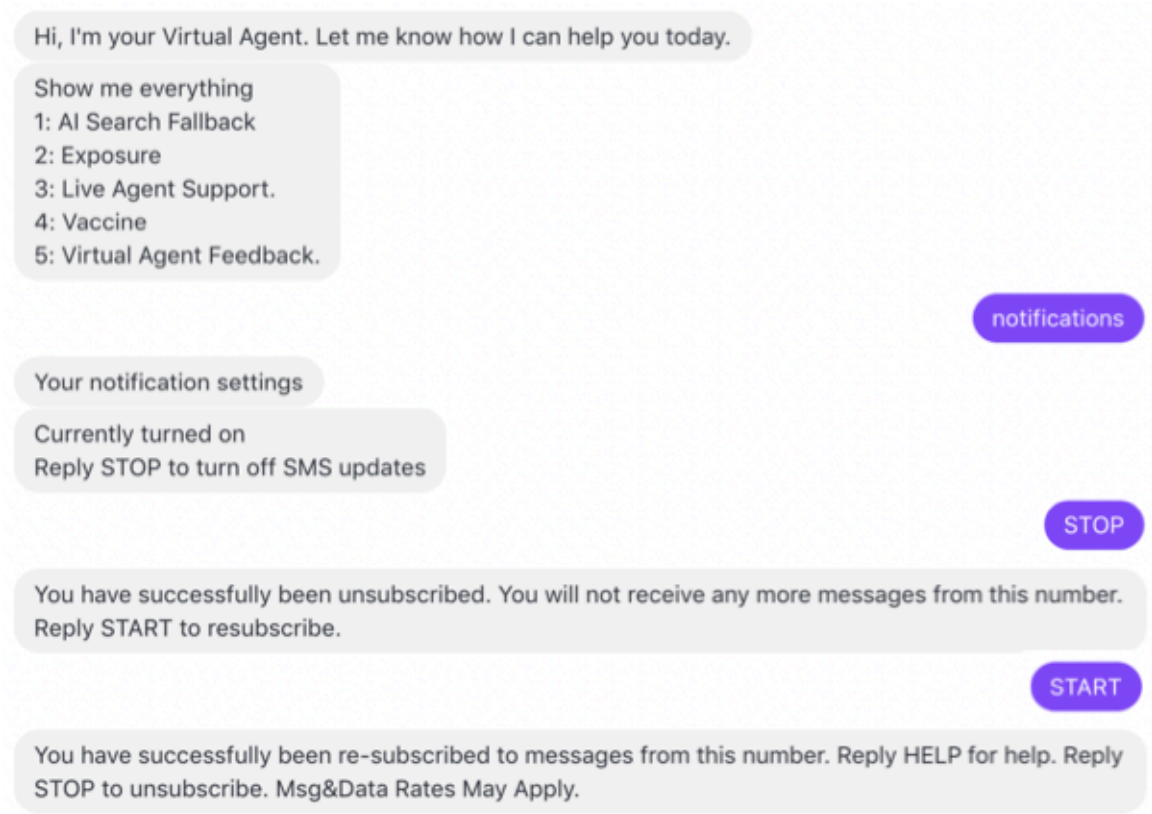 Hi, I'm your Virtual Agent. Let me know how I can help you today.
Show me everything
1: AI Search Fallback
2: Exposure
3: Live Agent Support.
4: Vaccine
5: Virtual Agent Feedback.
notifications
Your notification settings
Currently turned on
Reply STOP to turn off SMS updates
STOP
You have successfully been unsubscribed. You will not receive any more messages from this number.
Reply START to resubscribe.
START
You have successfully been re-subscribed to messages from this number. Reply HELP for help. Reply
STOP to unsubscribe. Msg&Data Rates May Apply.